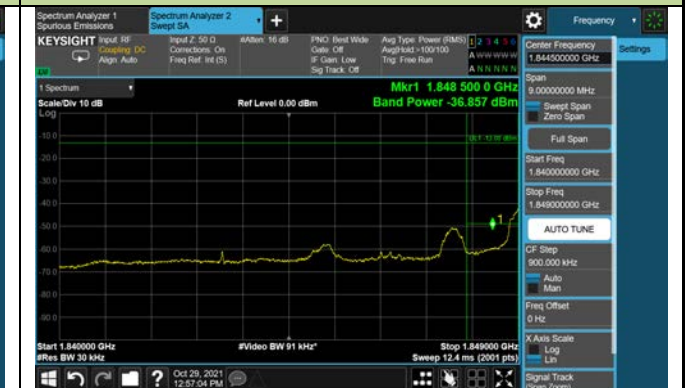 Spectrum Analyzer 1
Spurious Emissions
Spectrum Analyzer 2
Swept SA
Frequency
KEYSIGHT
Input: RF
Coupling: DC
Align: Auto
Input Z: 50 Ω
Corrections: On
Freq Ref: Int (S)
#Atten: 16 dB
PNO: Best Wide
Gate: Off
IF Gain: Low
Sig Track: Off
Avg Type: Power (RMS)
Avg|Hold:>100/100
Trig: Free Run
1 2 3 4 5 6
A W W W W W
A N N N N N
Center Frequency
1.844500000 GHz
Settings
Span
9.00000000 MHz
Swept Span
Zero Span
Full Span
Start Freq
1.840000000 GHz
Stop Freq
1.849000000 GHz
AUTO TUNE
CF Step
900.000 kHz
Auto
Man
Freq Offset
0 Hz
X Axis Scale
Log
Lin
Signal Track
(Span Zoom)
1 Spectrum
Scale/Div 10 dB
Ref Level 0.00 dBm
Mkr1 1.848 500 0 GHz
Band Power -36.857 dBm
Log
-10.0
-20.0
-30.0
-40.0
-50.0
-60.0
-70.0
-80.0
-90.0
DL1 -13.00 dBm
1
Start 1.840000 GHz
#Res BW 30 kHz
#Video BW 91 kHz*
Stop 1.849000 GHz
Sweep 12.4 ms (2001 pts)
?
Oct 29, 2021
12:57:04 PM